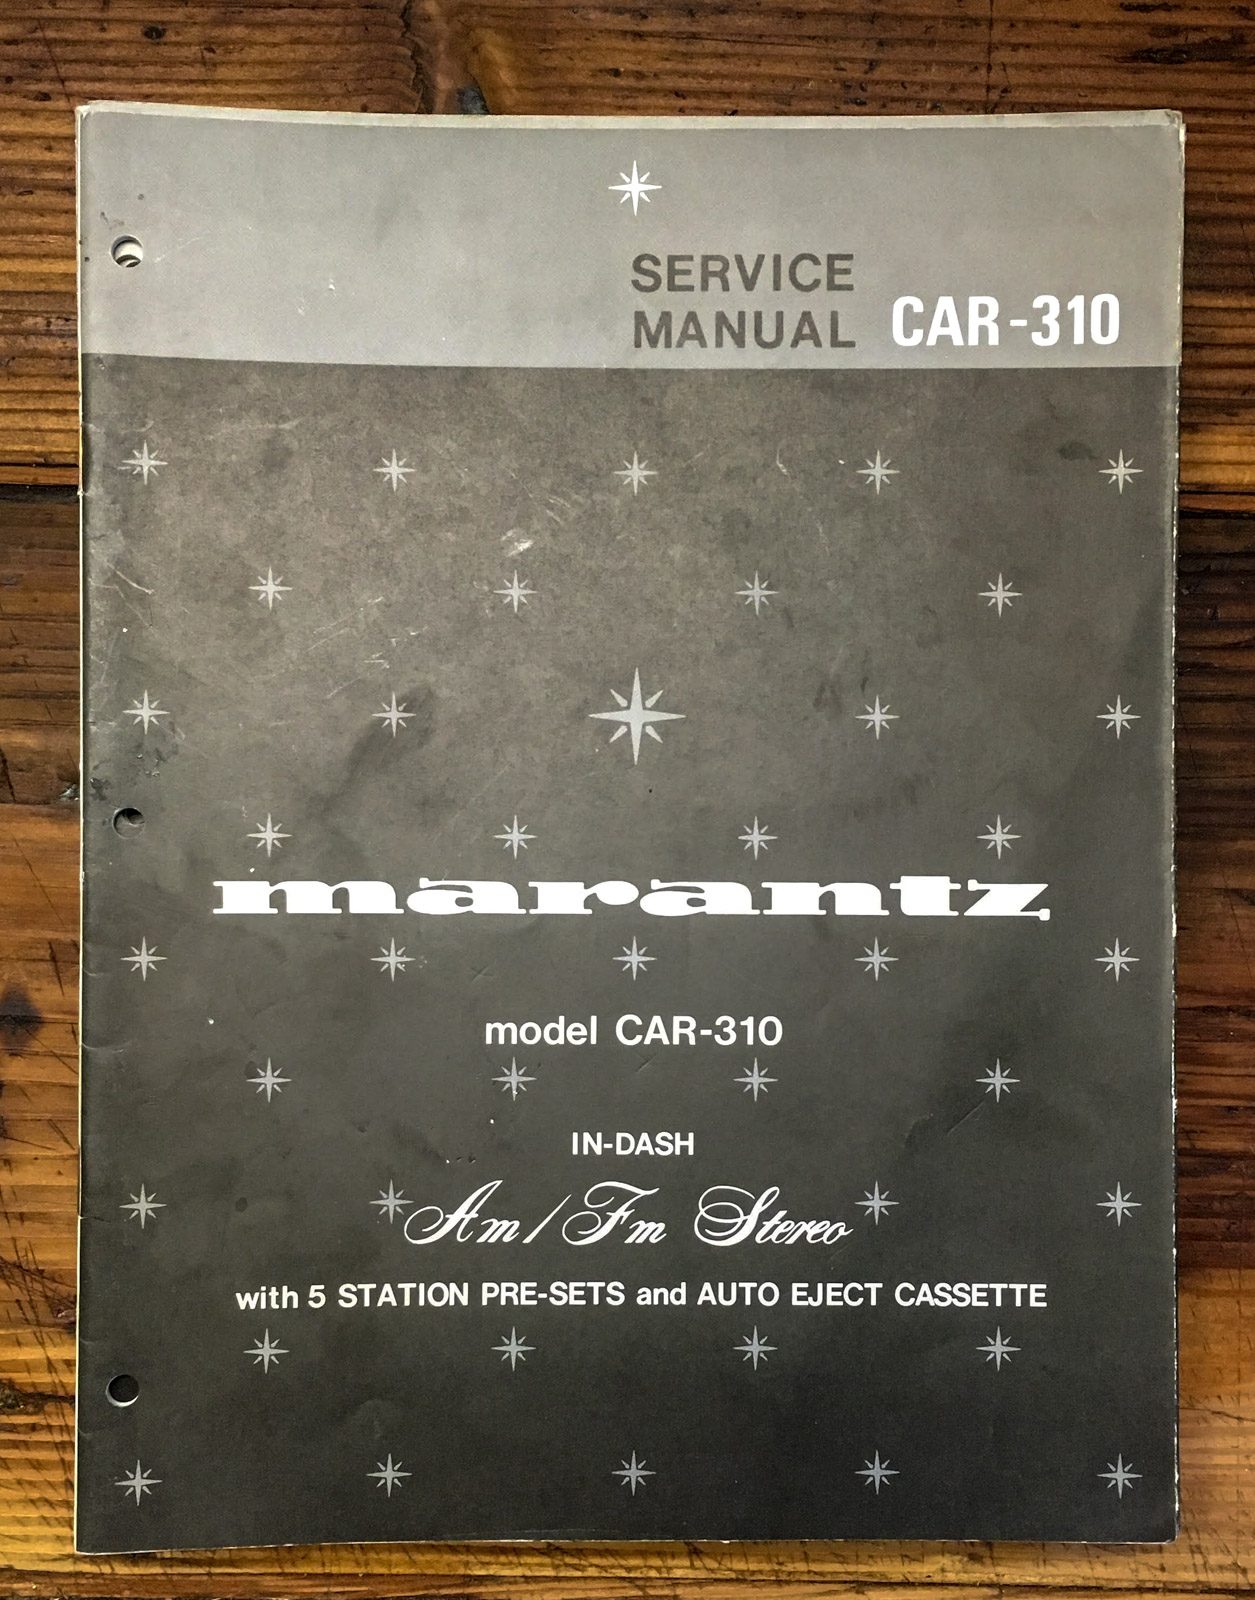 SERVICE
MANUAL CAR-310
marantz
model CAR-310
IN-DASH
Am/Fm Stereo
with 5 STATION PRE-SETS and AUTO EJECT CASSETTE